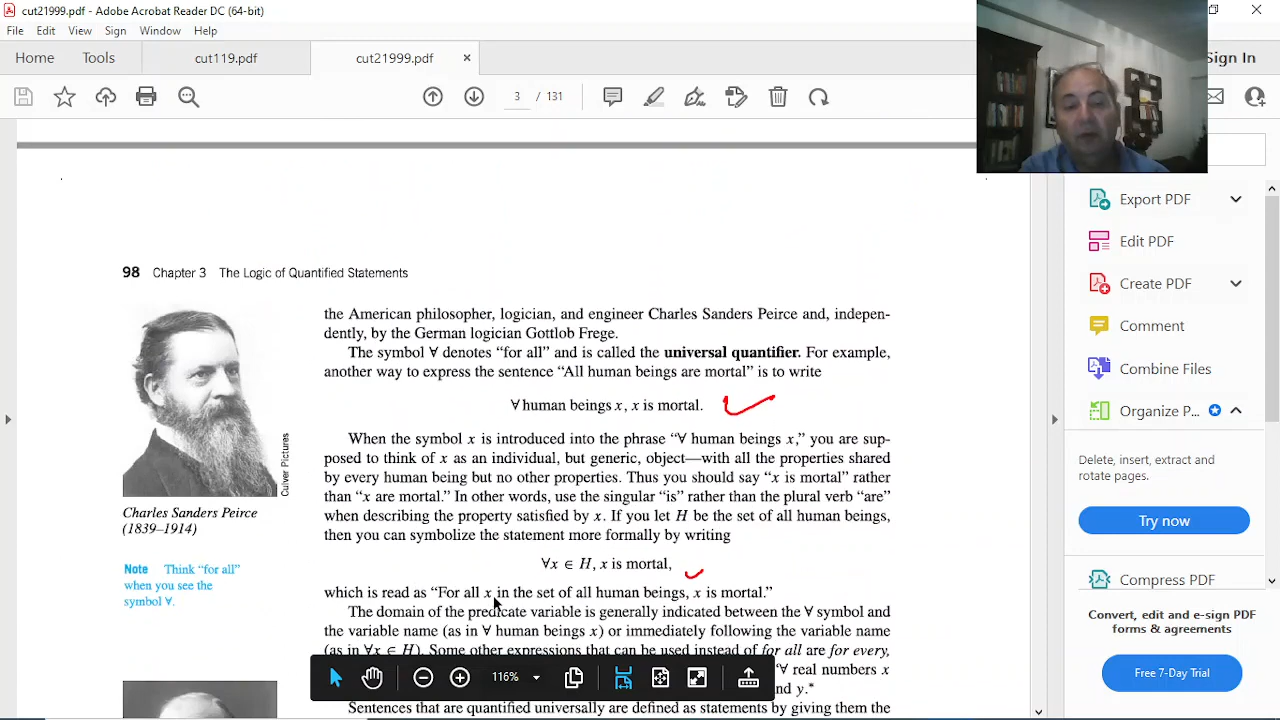 cut21999.pdf - Adobe Acrobat Reader DC (64-bit)
File Edit View Sign Window Help
Home Tools cut119.pdf cut21999.pdf × Sign In
3 / 131
98 Chapter 3 The Logic of Quantified Statements
the American philosopher, logician, and engineer Charles Sanders Peirce and, indepen-
dently, by the German logician Gottlob Frege.
The symbol ∀ denotes “for all” and is called the universal quantifier. For example,
another way to express the sentence “All human beings are mortal” is to write
∀ human beings x, x is mortal.
When the symbol x is introduced into the phrase “∀ human beings x,” you are sup-
posed to think of x as an individual, but generic, object—with all the properties shared
by every human being but no other properties. Thus you should say “x is mortal” rather
than “x are mortal.” In other words, use the singular “is” rather than the plural verb “are”
when describing the property satisfied by x. If you let H be the set of all human beings,
then you can symbolize the statement more formally by writing
∀x ∈ H, x is mortal,
which is read as “For all x in the set of all human beings, x is mortal.”
The domain of the predicate variable is generally indicated between the ∀ symbol and
the variable name (as in ∀ human beings x) or immediately following the variable name
(as in ∀x ∈ H). Some other expressions that can be used instead of for all are for every,
“∀ real numbers x
and y.*
Sentences that are quantified universally are defined as statements by giving them the
Culver Pictures
Charles Sanders Peirce
(1839–1914)
Note Think “for all”
when you see the
symbol ∀.
116%
Export PDF
Edit PDF
Create PDF
Comment
Combine Files
Organize P...
Delete, insert, extract and
rotate pages.
Try now
Compress PDF
Convert, edit and e-sign PDF
forms & agreements
Free 7-Day Trial